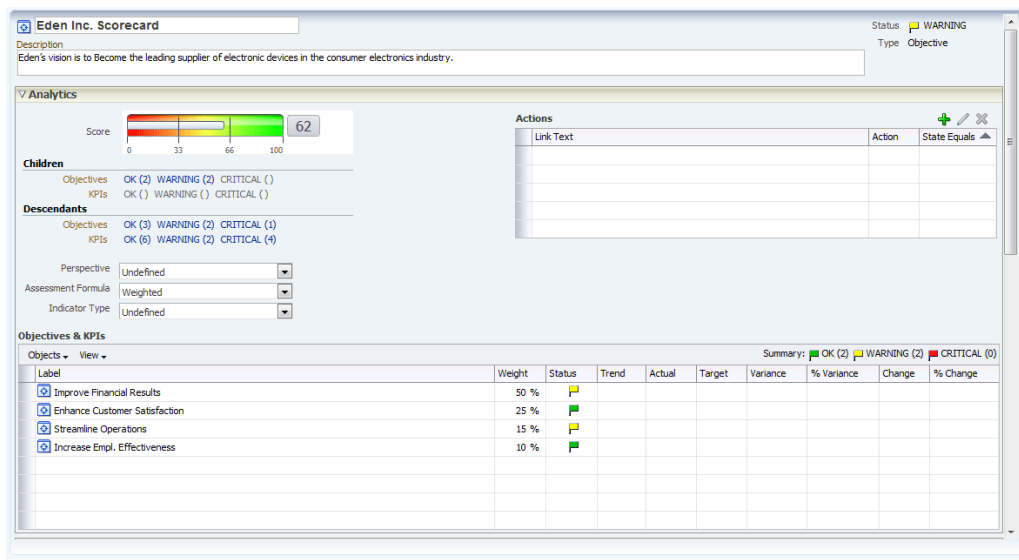 Eden Inc. Scorecard
Status WARNING
Description
Type Objective
Eden's vision is to Become the leading supplier of electronic devices in the consumer electronics industry.
Analytics
Score 62
0 33 66 100
Actions
Link Text Action State Equals
Children
Objectives OK (2) WARNING (2) CRITICAL ()
KPIs OK () WARNING () CRITICAL ()
Descendants
Objectives OK (3) WARNING (2) CRITICAL (1)
KPIs OK (6) WARNING (2) CRITICAL (4)
Perspective Undefined
Assessment Formula Weighted
Indicator Type Undefined
Objectives & KPIs
Objects View Summary: OK (2) WARNING (2) CRITICAL (0)
Label Weight Status Trend Actual Target Variance % Variance Change % Change
Improve Financial Results 50 %
Enhance Customer Satisfaction 25 %
Streamline Operations 15 %
Increase Empl. Effectiveness 10 %